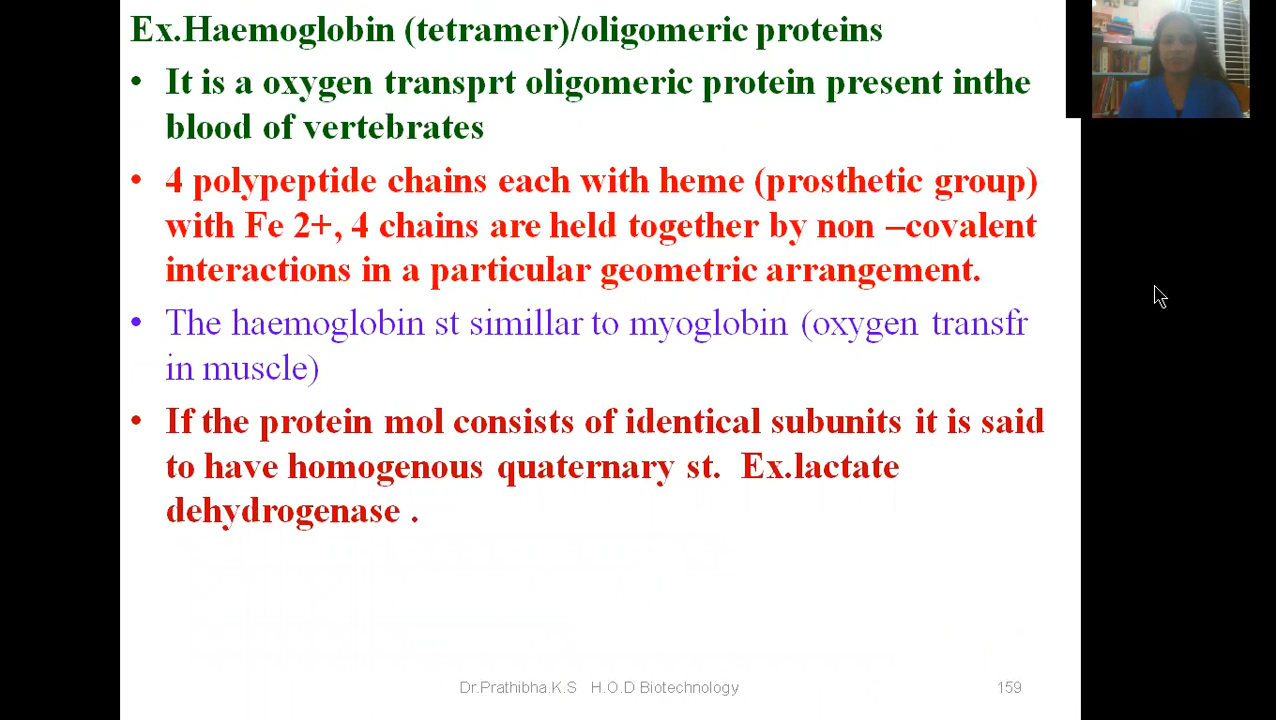 Ex.Haemoglobin (tetramer)/oligomeric proteins
• It is a oxygen transprt oligomeric protein present inthe
blood of vertebrates
• 4 polypeptide chains each with heme (prosthetic group)
with Fe 2+, 4 chains are held together by non –covalent
interactions in a particular geometric arrangement.
• The haemoglobin st simillar to myoglobin (oxygen transfr
in muscle)
• If the protein mol consists of identical subunits it is said
to have homogenous quaternary st. Ex.lactate
dehydrogenase .
Dr.Prathibha.K.S H.O.D Biotechnology 159